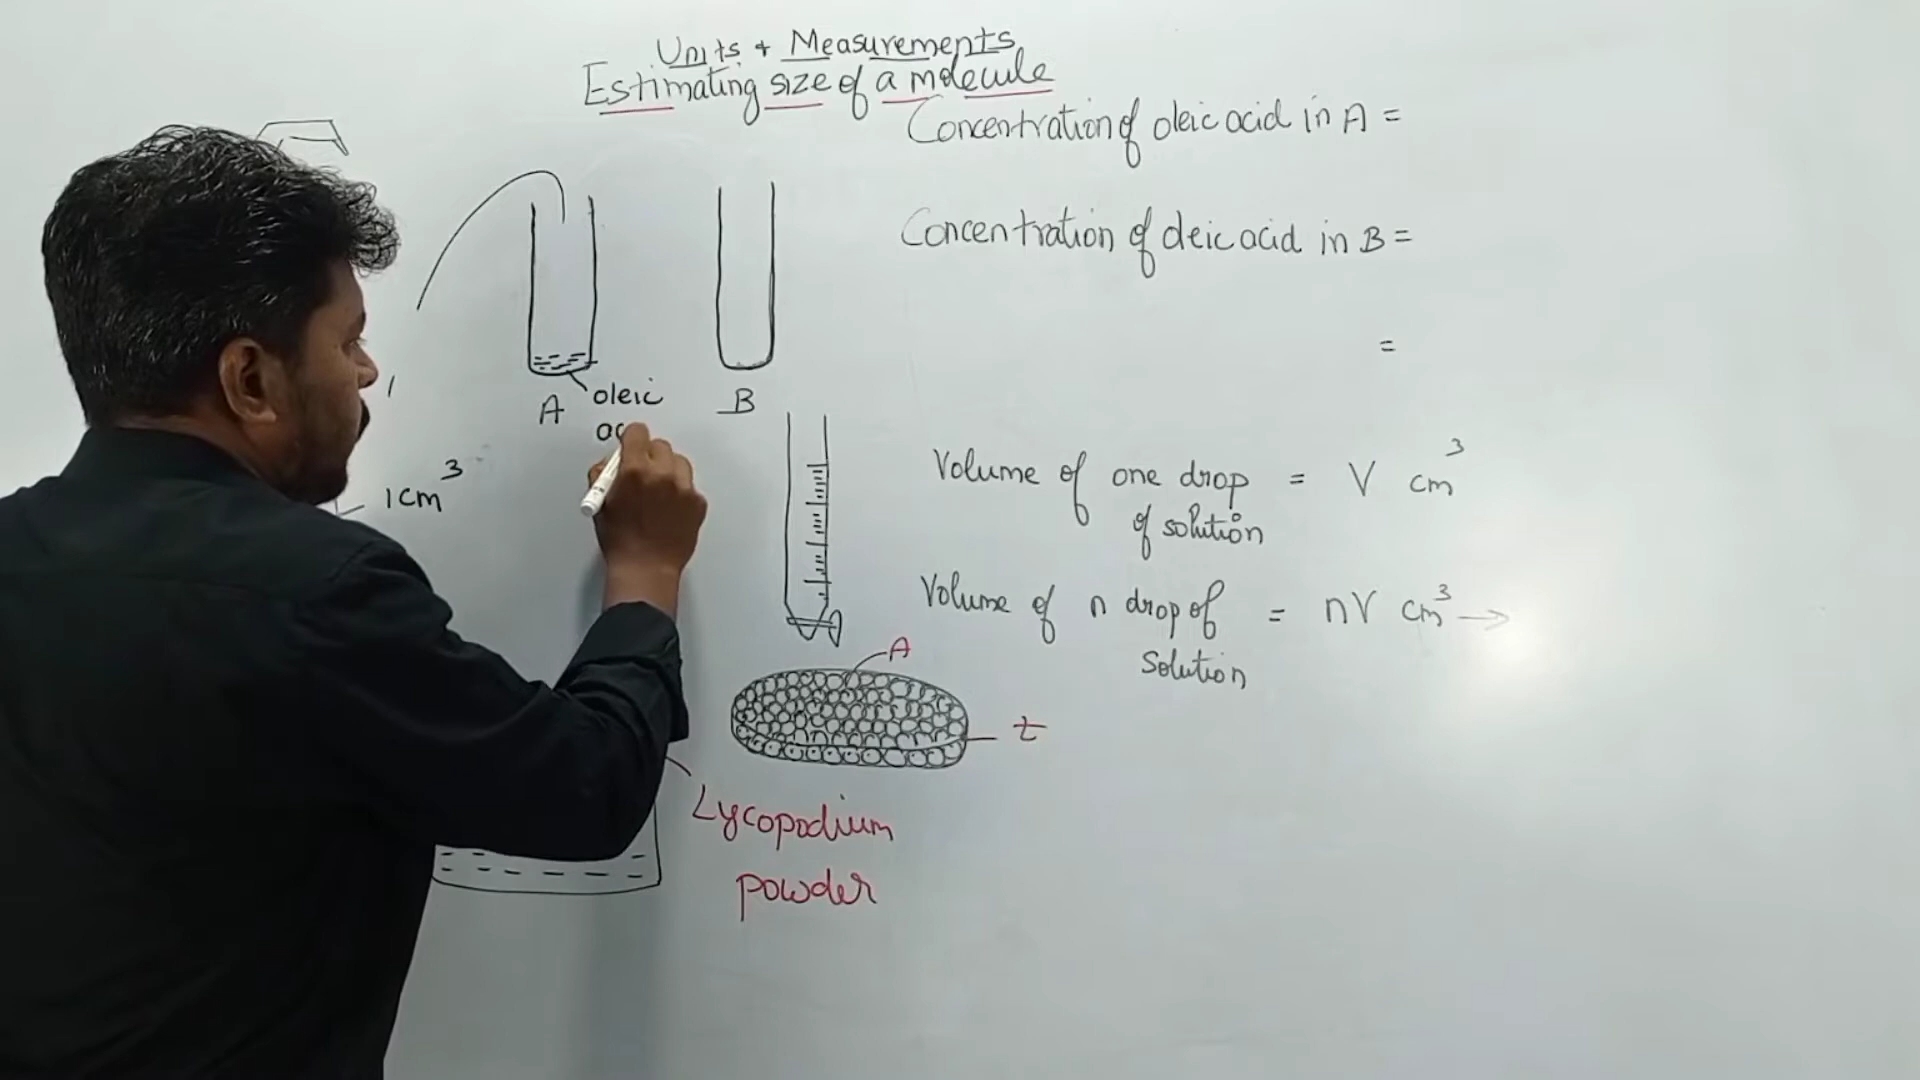 Units + Measurements
Estimating size of a molecule
Concentration of oleic acid in A =
Concentration of oleic acid in B =
=
A
oleic
B
1cm³
Volume of one drop = V cm³
of solution
Volume of n drop of = nV cm³ →
Solution
A
t
Lycopodium
powder